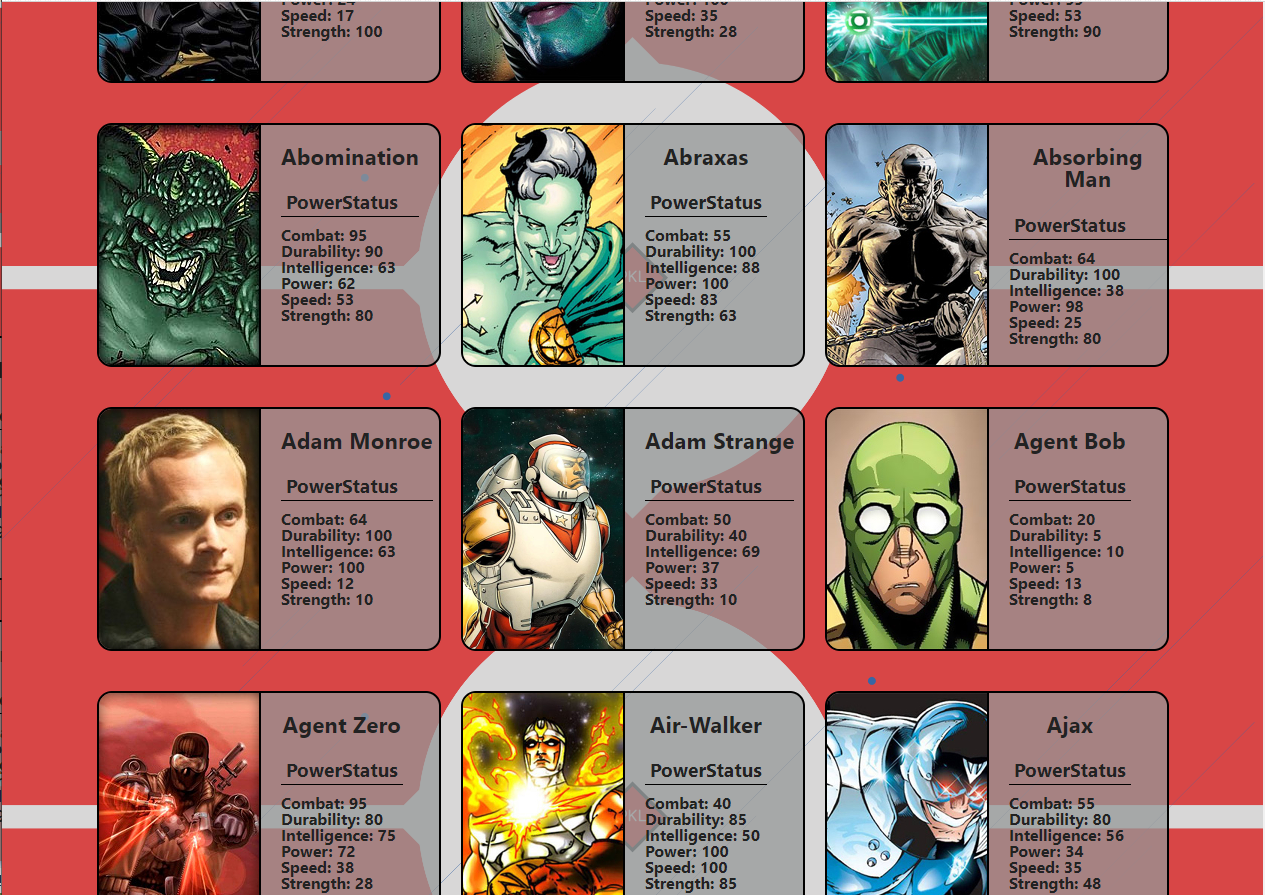 Speed: 17
Strength: 100
Speed: 35
Strength: 28
Speed: 53
Strength: 90
Abomination
PowerStatus
Combat: 95
Durability: 90
Intelligence: 63
Power: 62
Speed: 53
Strength: 80
Abraxas
PowerStatus
Combat: 55
Durability: 100
Intelligence: 88
Power: 100
Speed: 83
Strength: 63
Absorbing
Man
PowerStatus
Combat: 64
Durability: 100
Intelligence: 38
Power: 98
Speed: 25
Strength: 80
Adam Monroe
PowerStatus
Combat: 64
Durability: 100
Intelligence: 63
Power: 100
Speed: 12
Strength: 10
Adam Strange
PowerStatus
Combat: 50
Durability: 40
Intelligence: 69
Power: 37
Speed: 33
Strength: 10
Agent Bob
PowerStatus
Combat: 20
Durability: 5
Intelligence: 10
Power: 5
Speed: 13
Strength: 8
Agent Zero
PowerStatus
Combat: 95
Durability: 80
Intelligence: 75
Power: 72
Speed: 38
Strength: 28
Air-Walker
PowerStatus
Combat: 40
Durability: 85
Intelligence: 50
Power: 100
Speed: 100
Strength: 85
Ajax
PowerStatus
Combat: 55
Durability: 80
Intelligence: 56
Power: 34
Speed: 35
Strength: 48